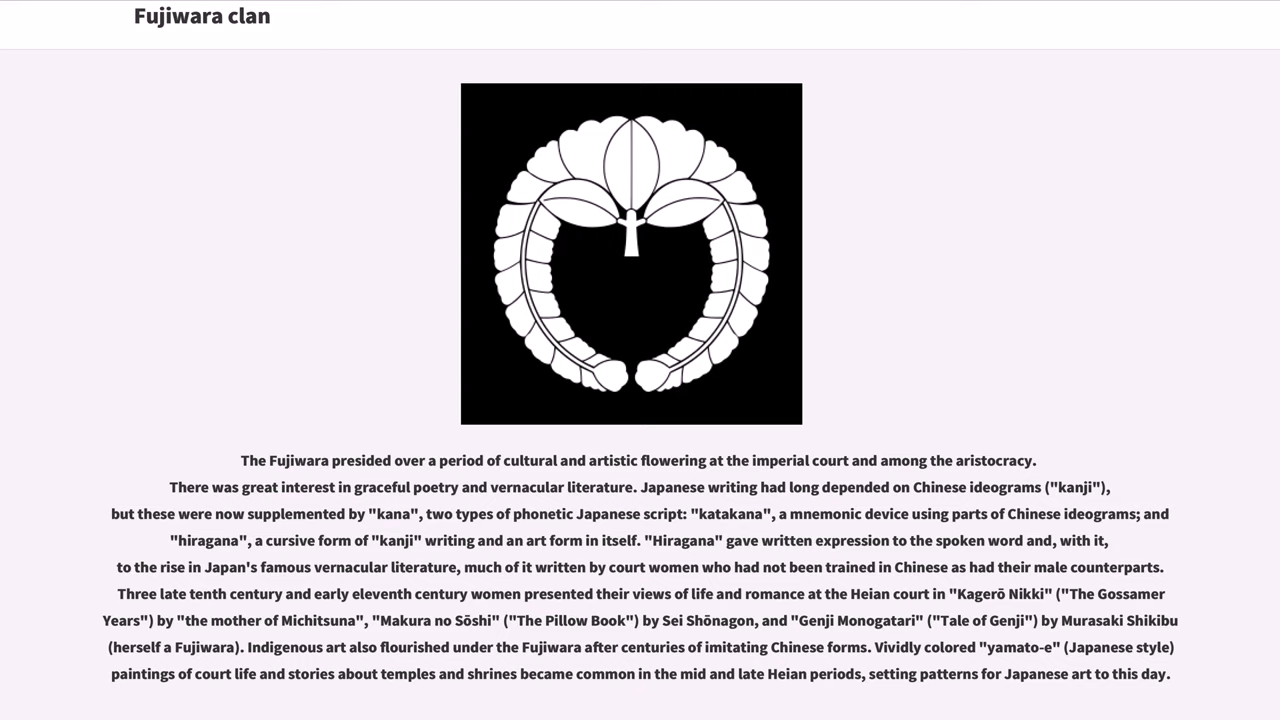 Fujiwara clan
The Fujiwara presided over a period of cultural and artistic flowering at the imperial court and among the aristocracy.
There was great interest in graceful poetry and vernacular literature. Japanese writing had long depended on Chinese ideograms ("kanji"),
but these were now supplemented by "kana", two types of phonetic Japanese script: "katakana", a mnemonic device using parts of Chinese ideograms; and
"hiragana", a cursive form of "kanji" writing and an art form in itself. "Hiragana" gave written expression to the spoken word and, with it,
to the rise in Japan's famous vernacular literature, much of it written by court women who had not been trained in Chinese as had their male counterparts.
Three late tenth century and early eleventh century women presented their views of life and romance at the Heian court in "Kagerō Nikki" ("The Gossamer
Years") by "the mother of Michitsuna", "Makura no Sōshi" ("The Pillow Book") by Sei Shōnagon, and "Genji Monogatari" ("Tale of Genji") by Murasaki Shikibu
(herself a Fujiwara). Indigenous art also flourished under the Fujiwara after centuries of imitating Chinese forms. Vividly colored "yamato-e" (Japanese style)
paintings of court life and stories about temples and shrines became common in the mid and late Heian periods, setting patterns for Japanese art to this day.